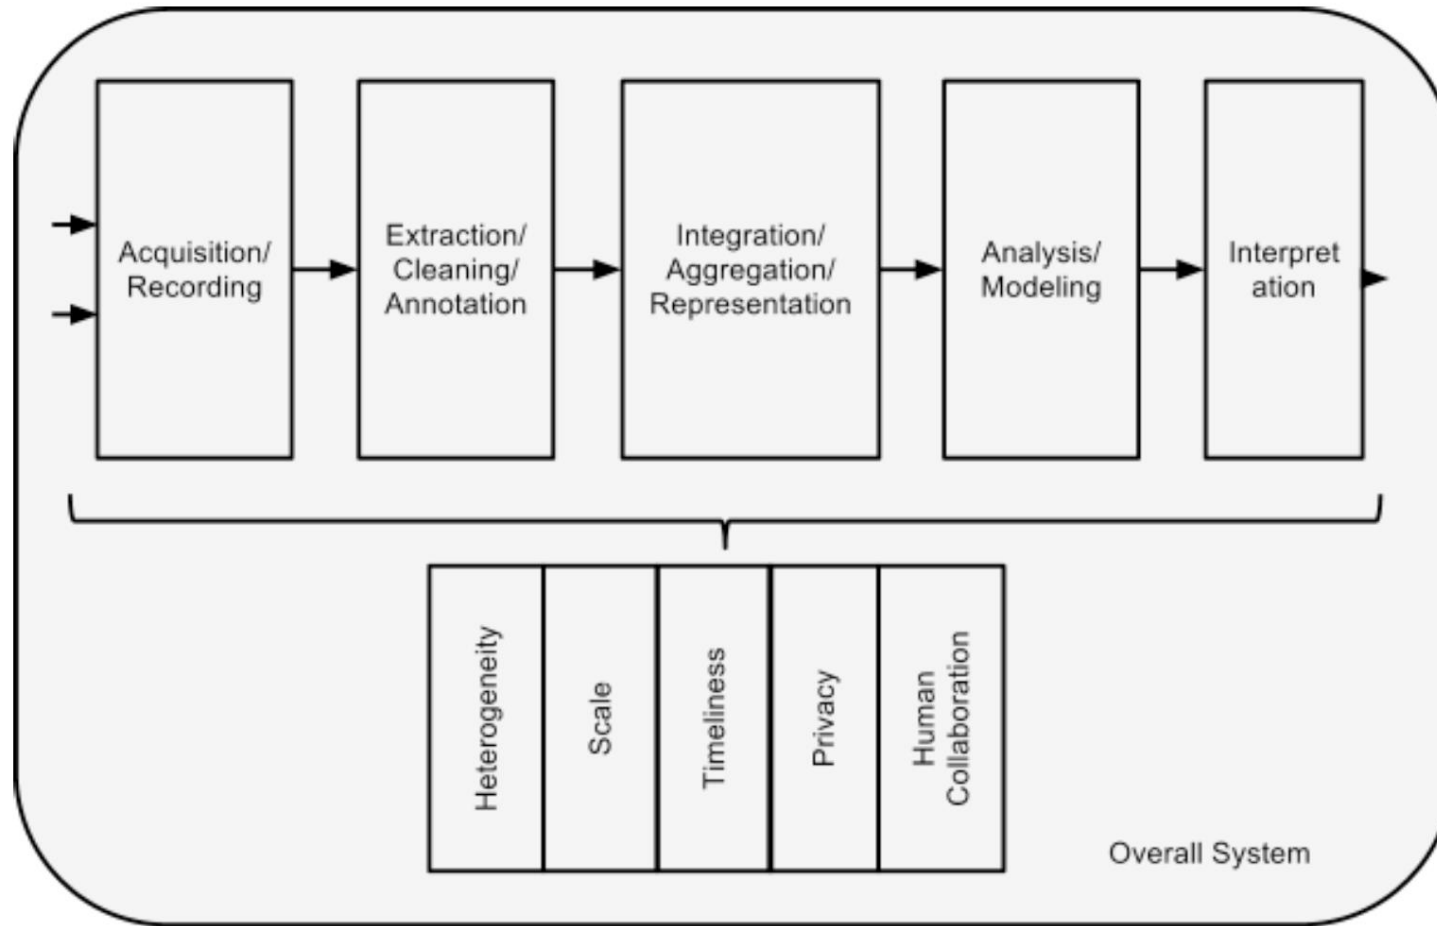 Acquisition/
Recording
Extraction/
Cleaning/
Annotation
Integration/
Aggregation/
Representation
Analysis/
Modeling
Interpret
ation
Heterogeneity
Scale
Timeliness
Privacy
Human
Collaboration
Overall System